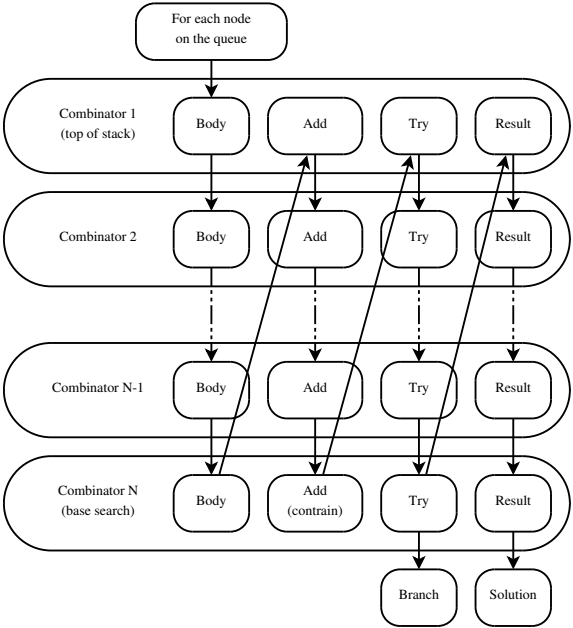 For each node
on the queue
Combinator 1
(top of stack)
Body
Add
Try
Result
Combinator 2
Body
Add
Try
Result
Combinator N-1
Body
Add
Try
Result
Combinator N
(base search)
Body
Add
(contrain)
Try
Result
Branch
Solution